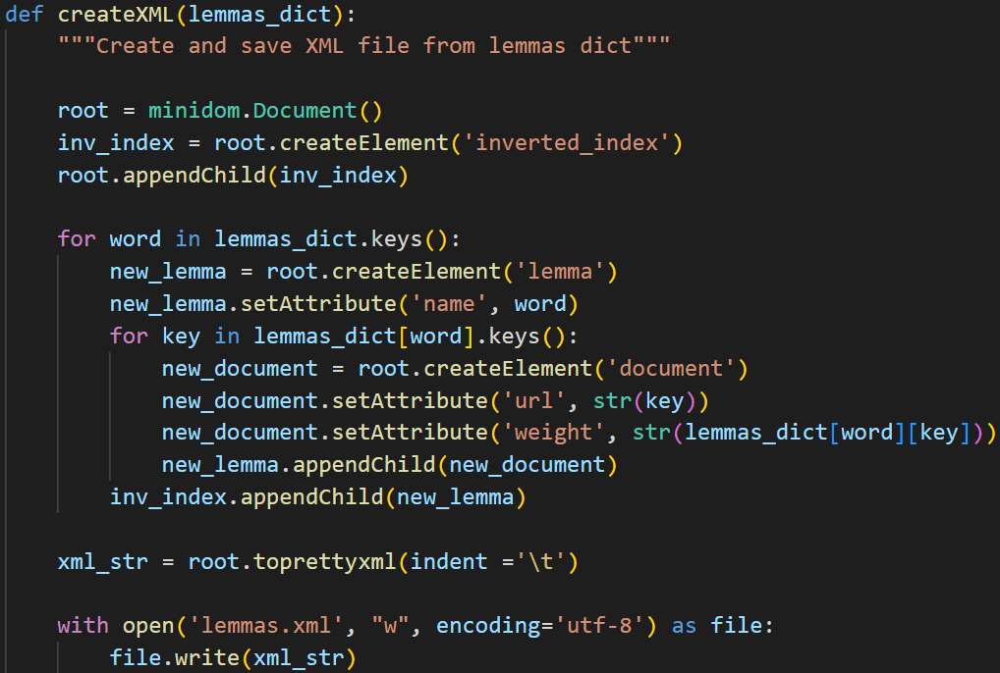 def createXML(lemmas_dict):
    """Create and save XML file from lemmas dict"""

    root = minidom.Document()
    inv_index = root.createElement('inverted_index')
    root.appendChild(inv_index)

    for word in lemmas_dict.keys():
        new_lemma = root.createElement('lemma')
        new_lemma.setAttribute('name', word)
        for key in lemmas_dict[word].keys():
            new_document = root.createElement('document')
            new_document.setAttribute('url', str(key))
            new_document.setAttribute('weight', str(lemmas_dict[word][key]))
            new_lemma.appendChild(new_document)
        inv_index.appendChild(new_lemma)

    xml_str = root.toprettyxml(indent ='\t')

    with open('lemmas.xml', "w", encoding='utf-8') as file:
        file.write(xml_str)